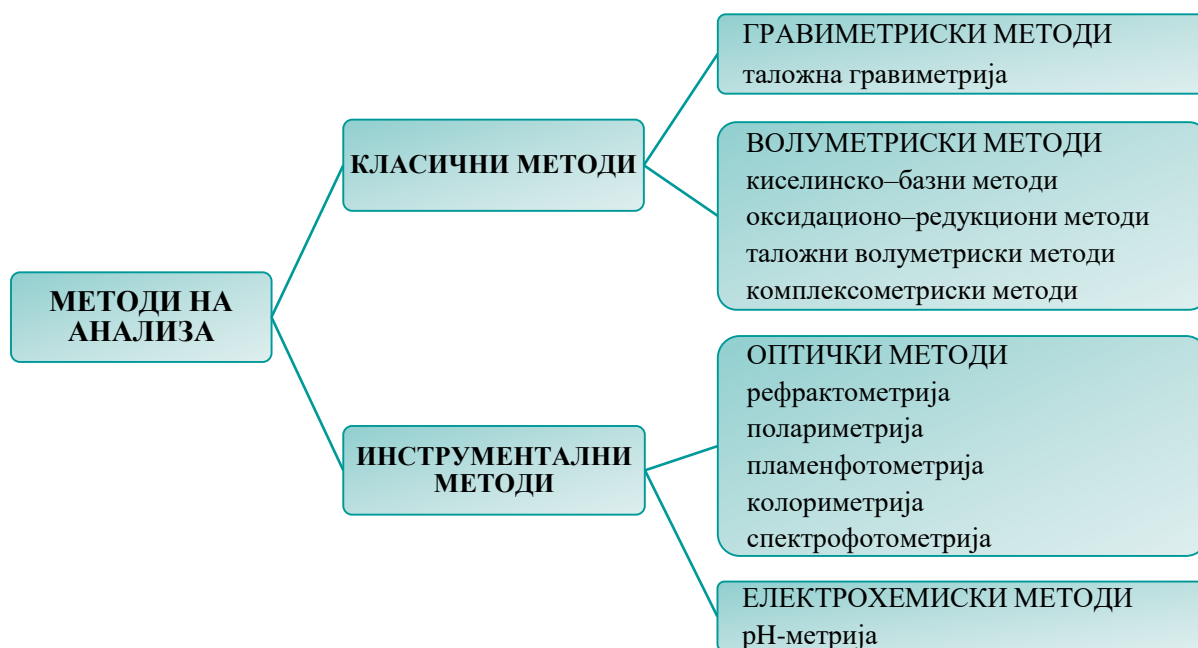 МЕТОДИ НА
АНАЛИЗА
КЛАСИЧНИ МЕТОДИ
ГРАВИМЕТРИСКИ МЕТОДИ
таложна гравиметрија
ВОЛУМЕТРИСКИ МЕТОДИ
киселинско–базни методи
оксидационо–редукциони методи
таложни волуметриски методи
комплексометриски методи
ИНСТРУМЕНТАЛНИ
МЕТОДИ
ОПТИЧКИ МЕТОДИ
рефрактометрија
полариметрија
пламенфотометрија
колориметрија
спектрофотометрија
ЕЛЕКТРОХЕМИСКИ МЕТОДИ
pH-метрија